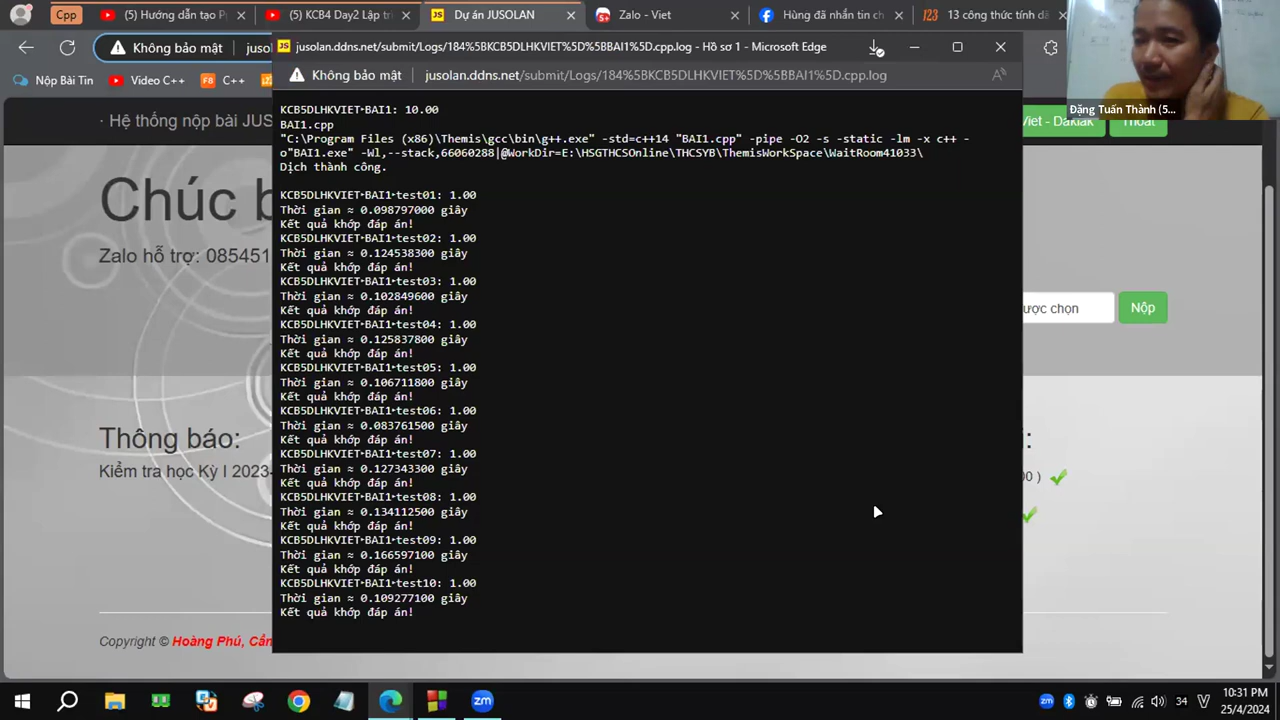 Cpp
(5) Hướng dẫn tạo Pp
(5) KCB4 Day2 Lập trì
Dự án JUSOLAN
Zalo - Viet
Hùng đã nhắn tin ch
13 công thức tính dã
Không bảo mật
juso
jusolan.ddns.net/submit/Logs/184%5BKCB5DLHKVIET%5D%5BBAI1%5D.cpp.log - Hồ sơ 1 - Microsoft Edge
Không bảo mật
jusolan.ddns.net/submit/Logs/184%5BKCB5DLHKVIET%5D%5BBAI1%5D.cpp.log
Nộp Bài Tin
Video C++
C++
Đặng Tuấn Thành (5...
· Hệ thống nộp bài JUS
Viet - Daklak
Thoát
KCB5DLHKVIET‣BAI1: 10.00
BAI1.cpp
"C:\Program Files (x86)\Themis\gcc\bin\g++.exe" -std=c++14 "BAI1.cpp" -pipe -O2 -s -static -lm -x c++ -
o"BAI1.exe" -Wl,--stack,66060288|@WorkDir=E:\HSGTHCSOnline\THCSYB\ThemisWorkSpace\WaitRoom41033\
Dịch thành công.
KCB5DLHKVIET‣BAI1‣test01: 1.00
Thời gian ≈ 0.098797000 giây
Kết quả khớp đáp án!
KCB5DLHKVIET‣BAI1‣test02: 1.00
Thời gian ≈ 0.124538300 giây
Kết quả khớp đáp án!
KCB5DLHKVIET‣BAI1‣test03: 1.00
Thời gian ≈ 0.102849600 giây
Kết quả khớp đáp án!
KCB5DLHKVIET‣BAI1‣test04: 1.00
Thời gian ≈ 0.125837800 giây
Kết quả khớp đáp án!
KCB5DLHKVIET‣BAI1‣test05: 1.00
Thời gian ≈ 0.106711800 giây
Kết quả khớp đáp án!
KCB5DLHKVIET‣BAI1‣test06: 1.00
Thời gian ≈ 0.083761500 giây
Kết quả khớp đáp án!
KCB5DLHKVIET‣BAI1‣test07: 1.00
Thời gian ≈ 0.127343300 giây
Kết quả khớp đáp án!
KCB5DLHKVIET‣BAI1‣test08: 1.00
Thời gian ≈ 0.134112500 giây
Kết quả khớp đáp án!
KCB5DLHKVIET‣BAI1‣test09: 1.00
Thời gian ≈ 0.166597100 giây
Kết quả khớp đáp án!
KCB5DLHKVIET‣BAI1‣test10: 1.00
Thời gian ≈ 0.109277100 giây
Kết quả khớp đáp án!
Chúc b
Zalo hỗ trợ: 085451
ược chọn
Nộp
Thông báo:
Kiểm tra học Kỳ I 2023-
Copyright © Hoàng Phú, Cẩn
10:31 PM
34
25/4/2024